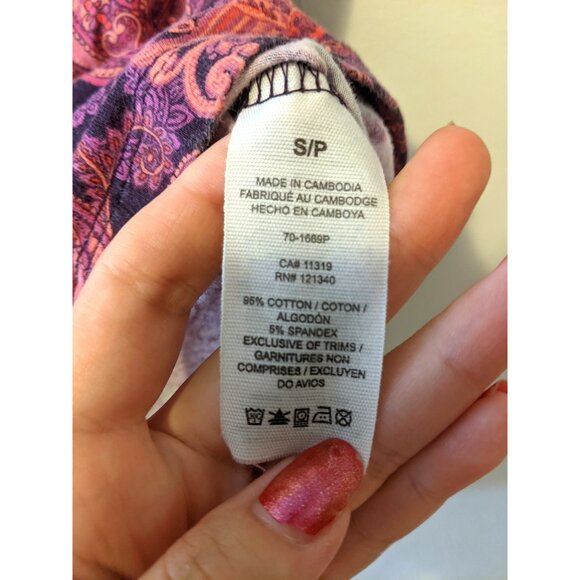 S/P
MADE IN CAMBODIA
FABRIQUÉ AU CAMBODGE
HECHO EN CAMBOYA
70-1689P
CA# 11319
RN# 121340
95% COTTON / COTON /
ALGODÓN
5% SPANDEX
EXCLUSIVE OF TRIMS /
GARNITURES NON
COMPRISES / EXCLUYEN
DO AVIOS